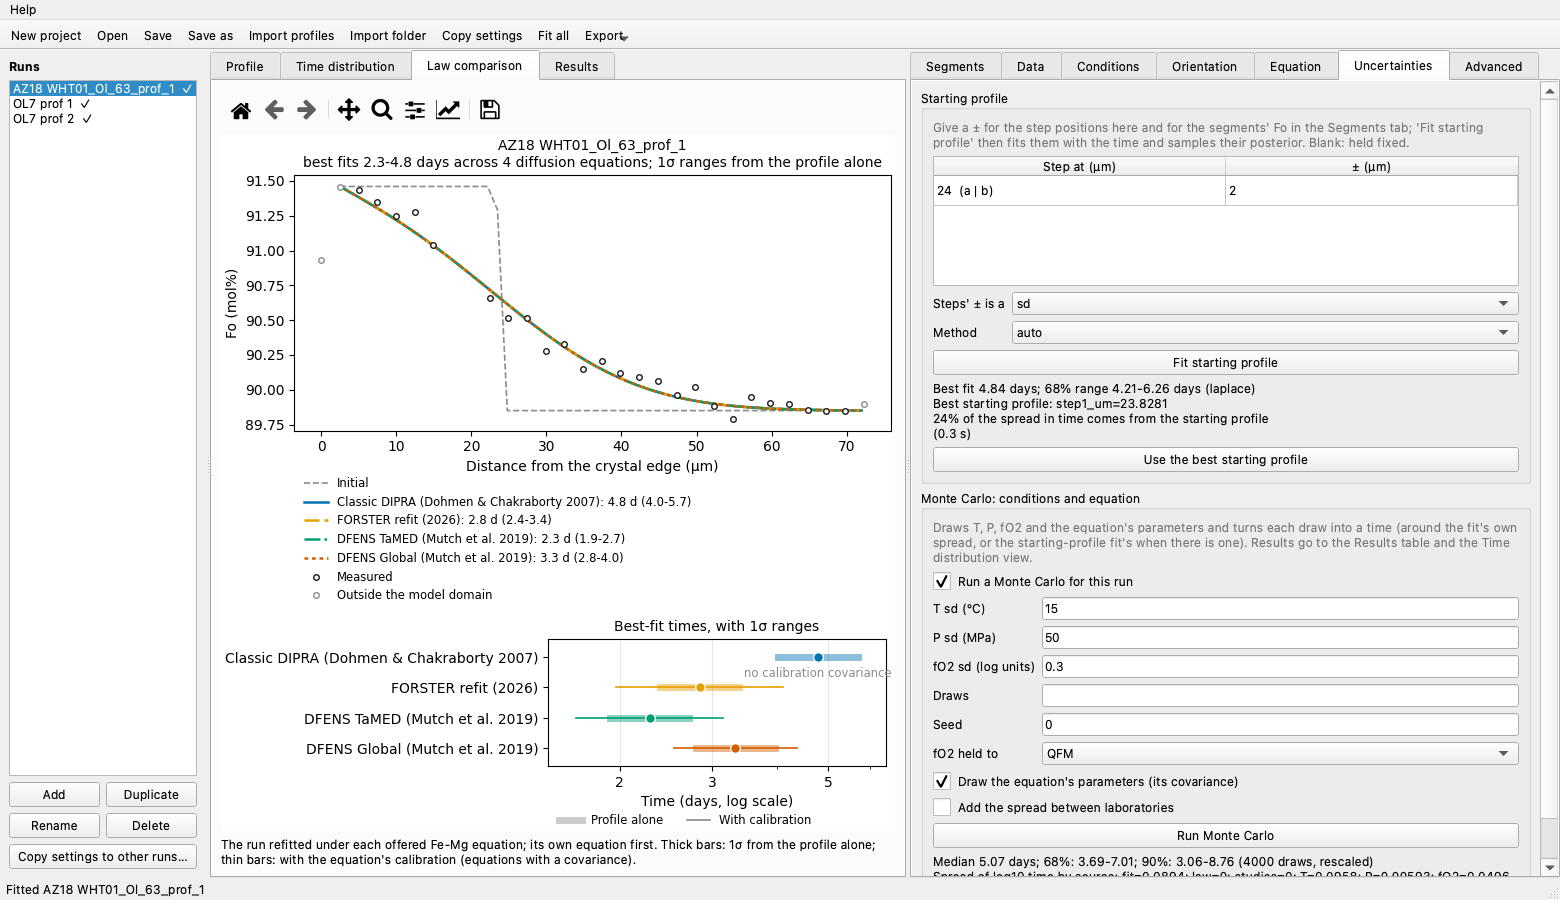 Help
New project Open Save Save as Import profiles Import folder Copy settings Fit all Export
Runs
AZ18 WHT01_Ol_63_prof_1 ✓
OL7 prof 1 ✓
OL7 prof 2 ✓
Add Duplicate
Rename Delete
Copy settings to other runs...
Profile Time distribution Law comparison Results
AZ18 WHT01_Ol_63_prof_1
best fits 2.3-4.8 days across 4 diffusion equations; 1σ ranges from the profile alone
91.50
91.25
91.00
90.75
90.50
90.25
90.00
89.75
Fo (mol%)
0 10 20 30 40 50 60 70
Distance from the crystal edge (µm)
Initial
Classic DIPRA (Dohmen & Chakraborty 2007): 4.8 d (4.0-5.7)
FORSTER refit (2026): 2.8 d (2.4-3.4)
DFENS TaMED (Mutch et al. 2019): 2.3 d (1.9-2.7)
DFENS Global (Mutch et al. 2019): 3.3 d (2.8-4.0)
Measured
Outside the model domain
Best-fit times, with 1σ ranges
Classic DIPRA (Dohmen & Chakraborty 2007)
no calibration covariance
FORSTER refit (2026)
DFENS TaMED (Mutch et al. 2019)
DFENS Global (Mutch et al. 2019)
2 3 5
Time (days, log scale)
Profile alone With calibration
The run refitted under each offered Fe-Mg equation; its own equation first. Thick bars: 1σ from the profile alone;
thin bars: with the equation's calibration (equations with a covariance).
Segments Data Conditions Orientation Equation Uncertainties Advanced
Starting profile
Give a ± for the step positions here and for the segments' Fo in the Segments tab; 'Fit starting
profile' then fits them with the time and samples their posterior. Blank: held fixed.
Step at (µm) ± (µm)
24 (a | b) 2
Steps' ± is a sd
Method auto
Fit starting profile
Best fit 4.84 days; 68% range 4.21-6.26 days (laplace)
Best starting profile: step1_um=23.8281
24% of the spread in time comes from the starting profile
(0.3 s)
Use the best starting profile
Monte Carlo: conditions and equation
Draws T, P, fO2 and the equation's parameters and turns each draw into a time (around the fit's own
spread, or the starting-profile fit's when there is one). Results go to the Results table and the Time
distribution view.
Run a Monte Carlo for this run
T sd (°C) 15
P sd (MPa) 50
fO2 sd (log units) 0.3
Draws
Seed 0
fO2 held to QFM
Draw the equation's parameters (its covariance)
Add the spread between laboratories
Run Monte Carlo
Median 5.07 days; 68%: 3.69-7.01; 90%: 3.06-8.76 (4000 draws, rescaled)
Spread of log10 time by source: fit=0.0894; law=0; studies=0; T=0.0958; P=0.00593; fO2=0.0496
Fitted AZ18 WHT01_Ol_63_prof_1